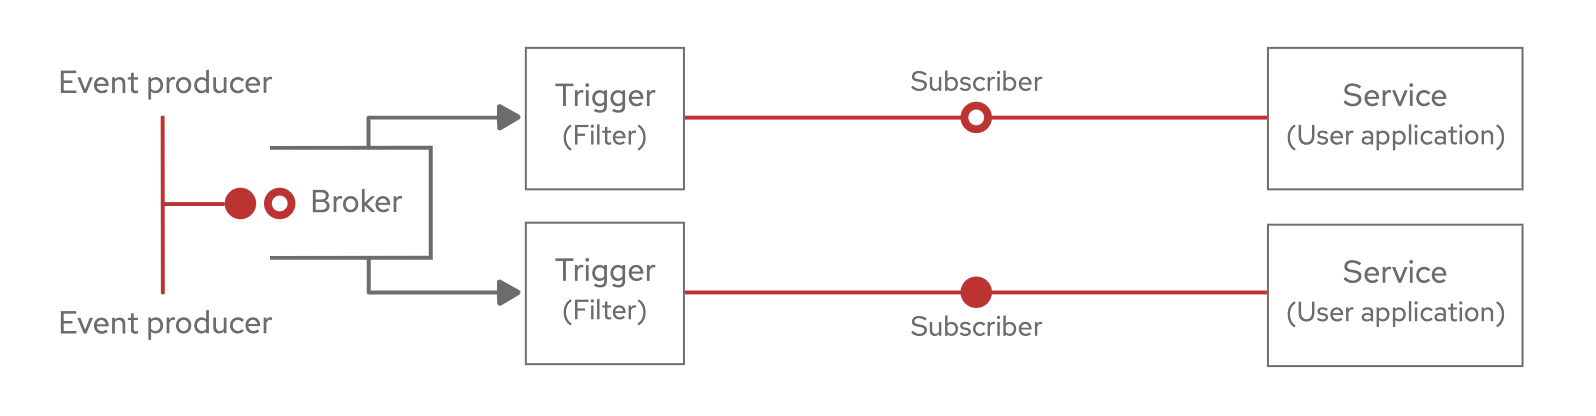 Event producer
Broker
Event producer
Trigger
(Filter)
Subscriber
Service
(User application)
Trigger
(Filter)
Subscriber
Service
(User application)